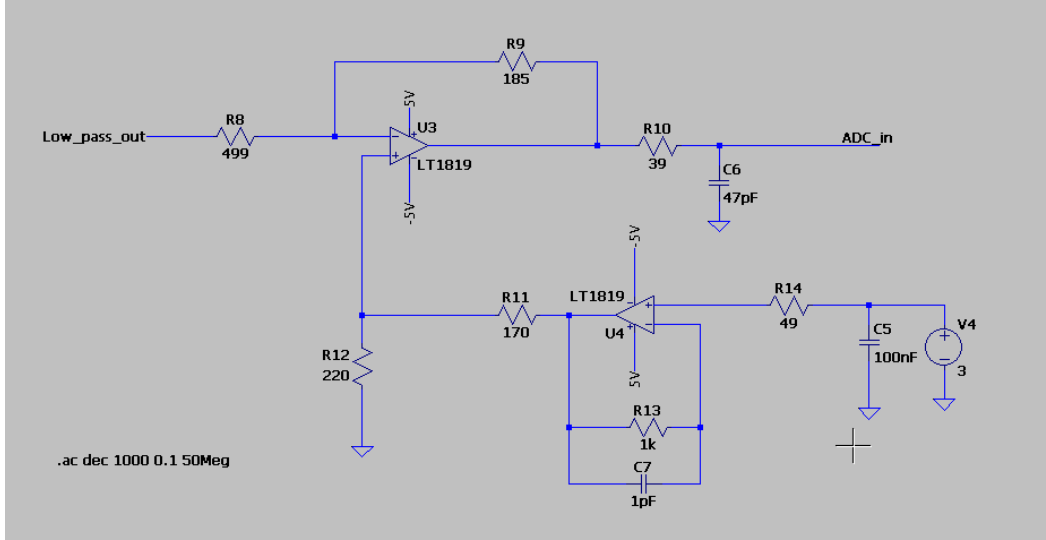 R9
185
5V
U3
Low_pass_out
R8
499
LT1819
-5V
R10
39
ADC_in
C6
47pF
-5V
LT1819
U4
5V
R11
170
R14
49
C5
100nF
V4
3
R12
220
R13
1k
C7
1pF
.ac dec 1000 0.1 50Meg